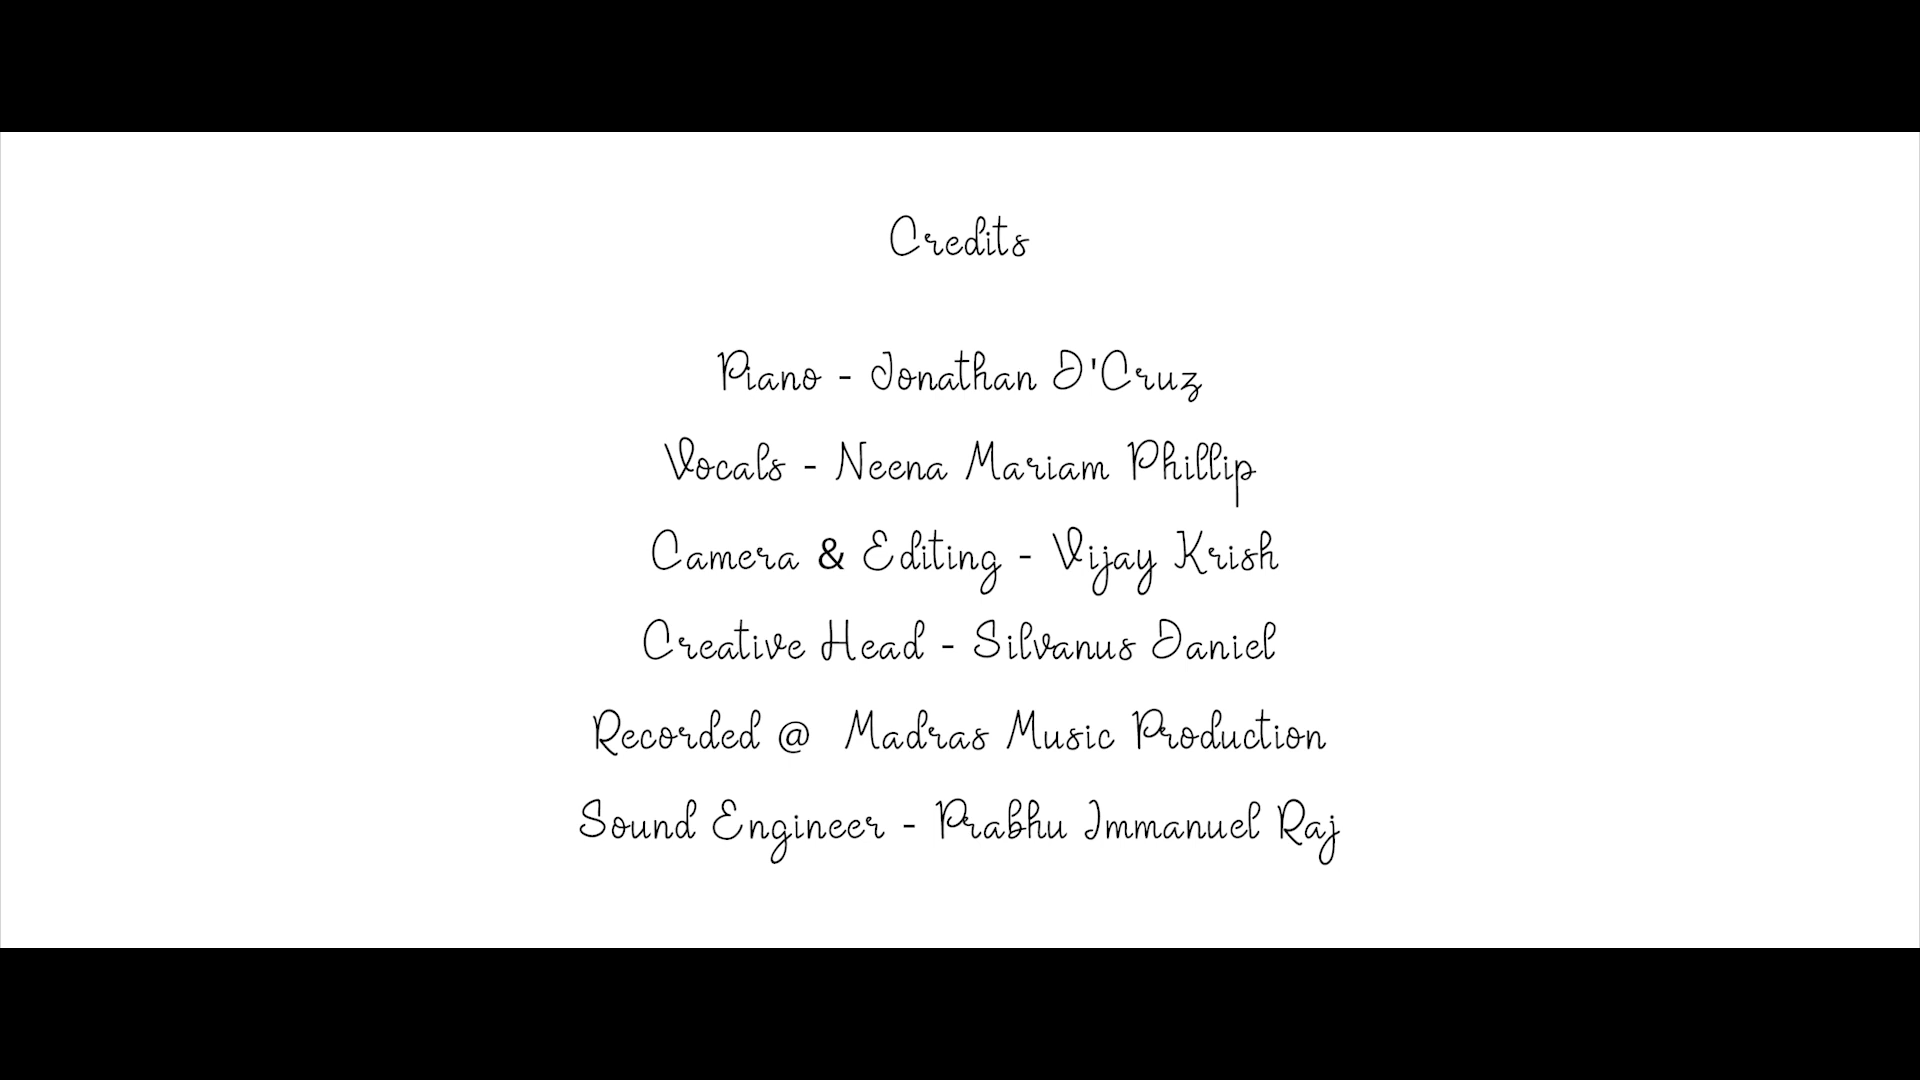 Credits
Piano - Jonathan D'Cruz
Vocals - Neena Mariam Phillip
Camera & Editing - Vijay Krish
Creative Head - Silvanus Daniel
Recorded @ Madras Music Production
Sound Engineer - Prabhu Immanuel Raj